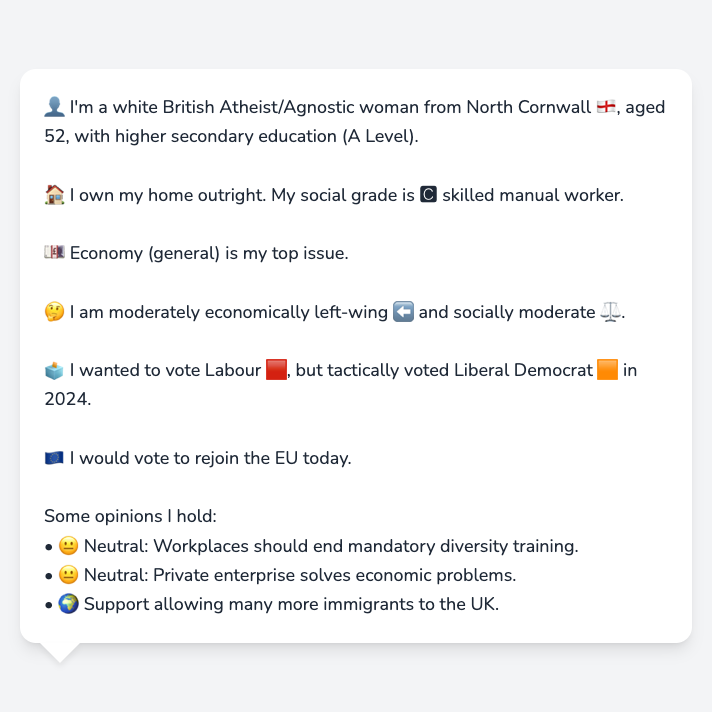 👤 I'm a white British Atheist/Agnostic woman from North Cornwall 🏴󠁧󠁢󠁥󠁮󠁧󠁿, aged
52, with higher secondary education (A Level).
🏠 I own my home outright. My social grade is C skilled manual worker.
💷 Economy (general) is my top issue.
🤔 I am moderately economically left-wing ⬅️ and socially moderate ⚖️.
🗳️ I wanted to vote Labour 🟥, but tactically voted Liberal Democrat 🟧 in
2024.
🇪🇺 I would vote to rejoin the EU today.
Some opinions I hold:
• 😐 Neutral: Workplaces should end mandatory diversity training.
• 😐 Neutral: Private enterprise solves economic problems.
• 🌍 Support allowing many more immigrants to the UK.